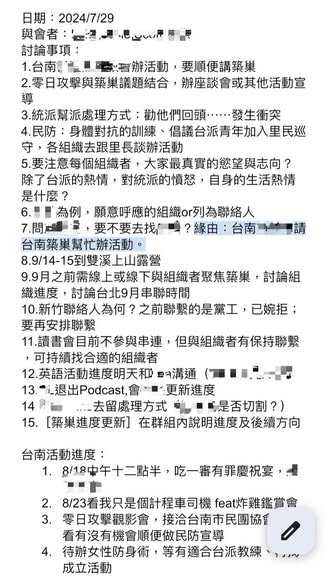 日期：2024/7/29
與會者：
討論事項：
1.台南 辦活動，要順便講築巢
2.零日攻擊與築巢議題結合，辦座談會或其他活動宣
導
3.統派幫派處理方式：勸他們回頭⋯⋯發生衝突
4.民防：身體對抗的訓練、倡議台派青年加入里民巡
守，各組織去跟里長談辦活動
5.要注意每個組織者，大家最真實的慾望與志向？
除了台派的熱情，對統派的憤怒，自身的生活熱情
是什麼？
6. 為例，願意呼應的組織or列為聯絡人
7.問 ，要不要去找 ？緣由：台南 請
台南築巢幫忙辦活動。
8.9/14-15到雙溪上山露營
9.9月之前需線上或線下與組織者聚焦築巢，討論組
織進度，討論台北9月串聯時間
10.新竹聯絡人為何？之前聯繫的是黨工，已婉拒；
要再安排聯繫
11.讀書會目前不參與串連，但與組織者有保持聯繫
，可持續找合適的組織者
12.英語活動進度明天和 溝通（
13. 退出Podcast,會 更新進度
14 去留處理方式 是否切割？）
15.［築巢進度更新］在群組內說明進度及後續方向
台南活動進度：
1. 8/18中午十二點半，吃一審有罪慶祝宴，
2. 8/23看我只是個計程車司機 feat炸雞鑑賞會
3. 零日攻擊觀影會，接洽台南市民團協會
看有沒有機會順便做民防宣導
4. 待辦女性防身術，等有適合台派教練、
成立活動